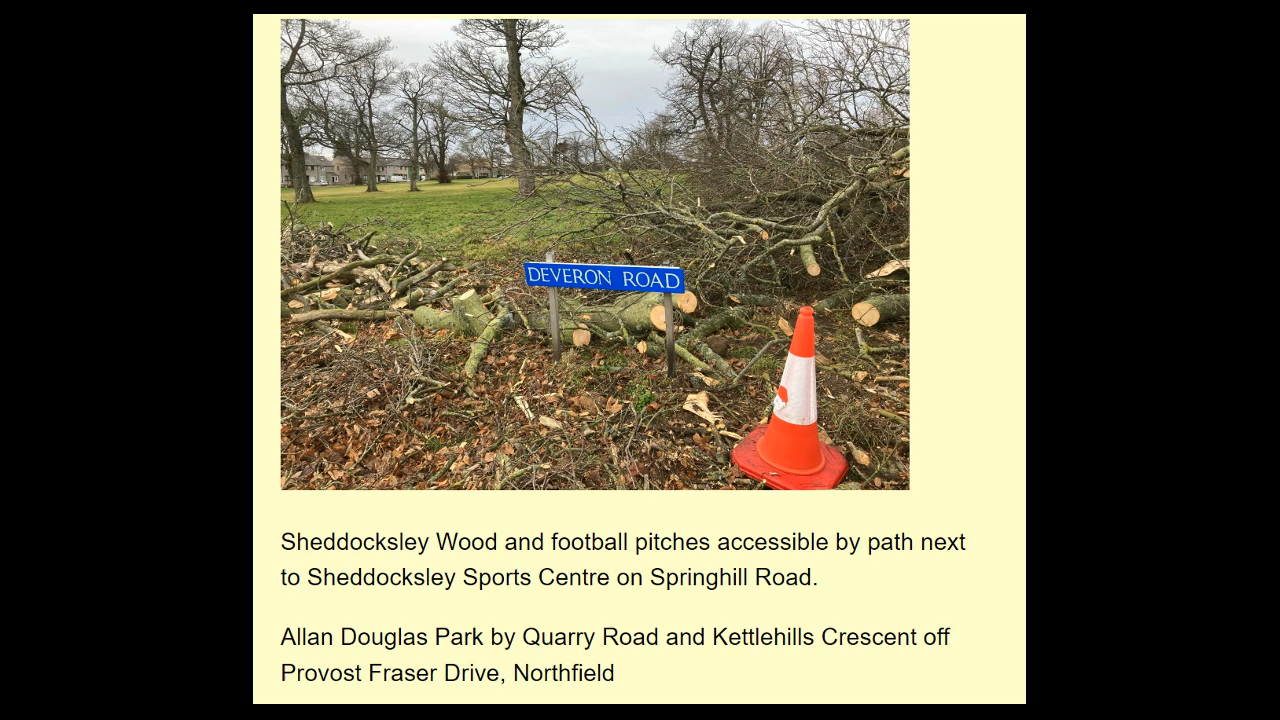 DEVERON ROAD
Sheddocksley Wood and football pitches accessible by path next
to Sheddocksley Sports Centre on Springhill Road.
Allan Douglas Park by Quarry Road and Kettlehills Crescent off
Provost Fraser Drive, Northfield